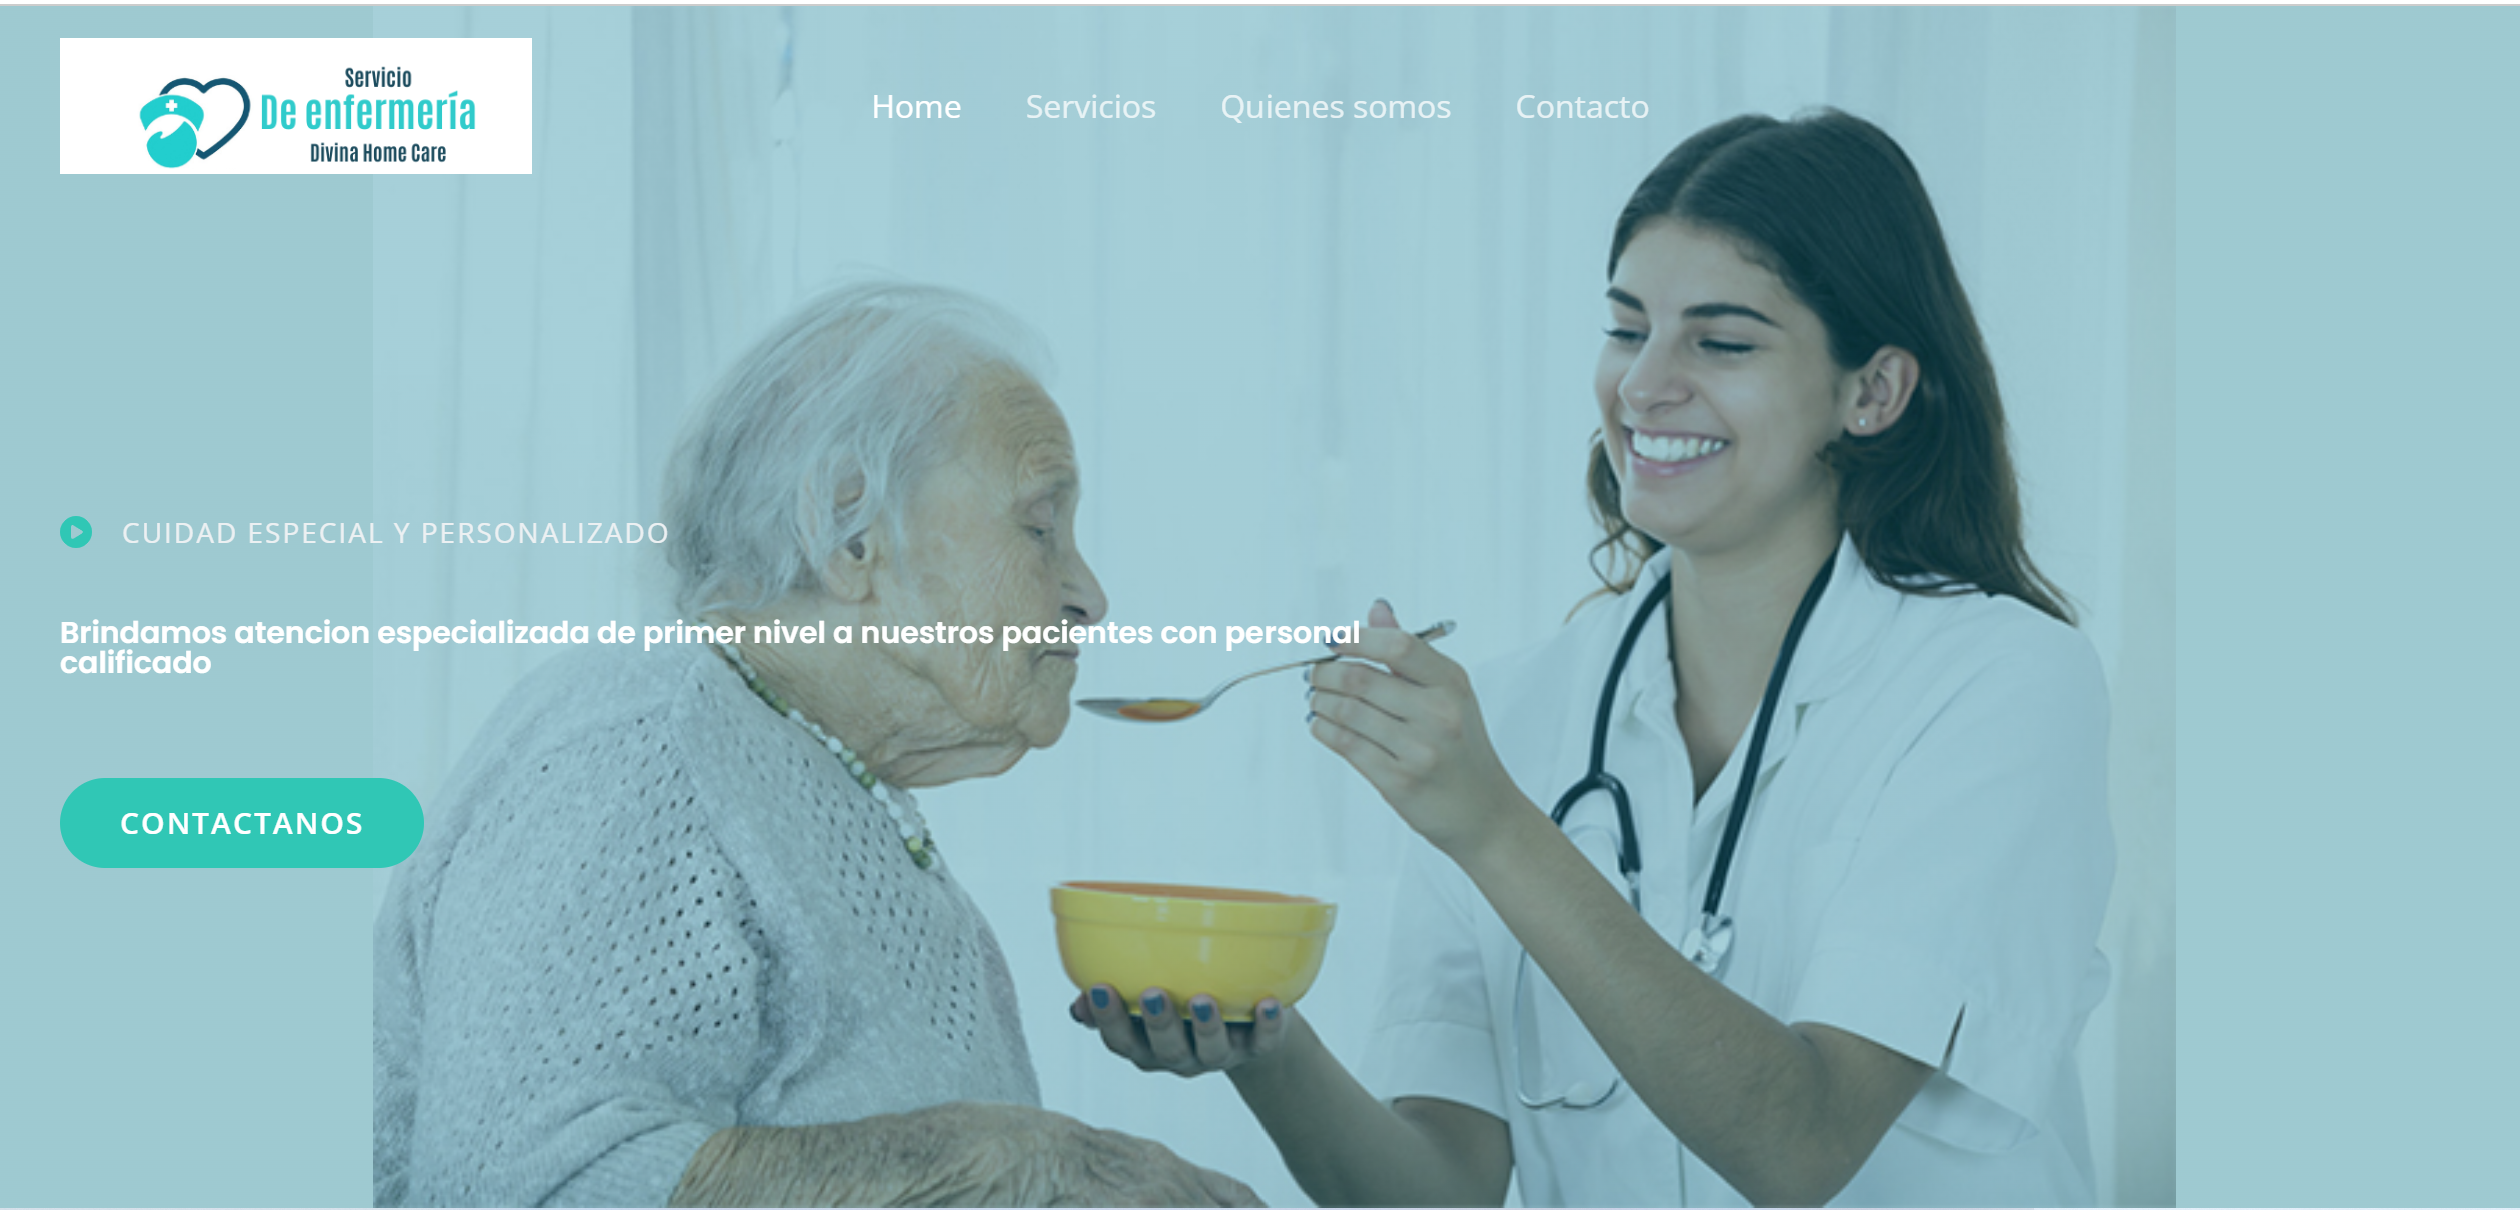 Servicio
De enfermería
Divina Home Care
Home
Servicios
Quienes somos
Contacto
CUIDAD ESPECIAL Y PERSONALIZADO
Brindamos atencion especializada de primer nivel a nuestros pacientes con personal
calificado
CONTACTANOS